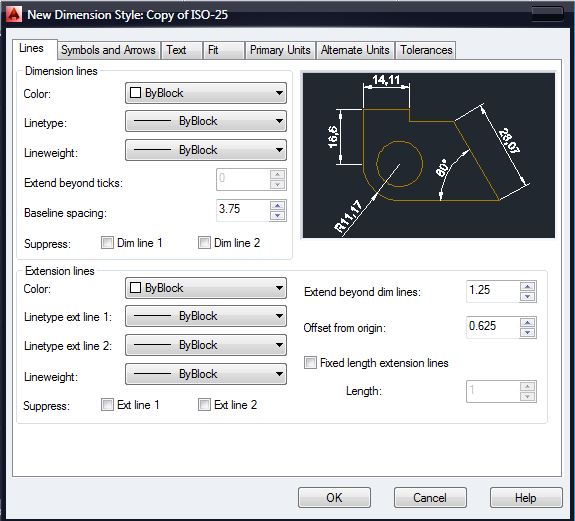 New Dimension Style: Copy of ISO-25
Lines Symbols and Arrows Text Fit Primary Units Alternate Units Tolerances
Dimension lines
Color: ByBlock
Linetype: ByBlock
Lineweight: ByBlock
Extend beyond ticks: 0
Baseline spacing: 3.75
Suppress: Dim line 1 Dim line 2
14,11
16,6
28,07
60°
R11,17
Extension lines
Color: ByBlock
Linetype ext line 1: ByBlock
Linetype ext line 2: ByBlock
Lineweight: ByBlock
Suppress: Ext line 1 Ext line 2
Extend beyond dim lines: 1.25
Offset from origin: 0.625
Fixed length extension lines
Length: 1
OK Cancel Help